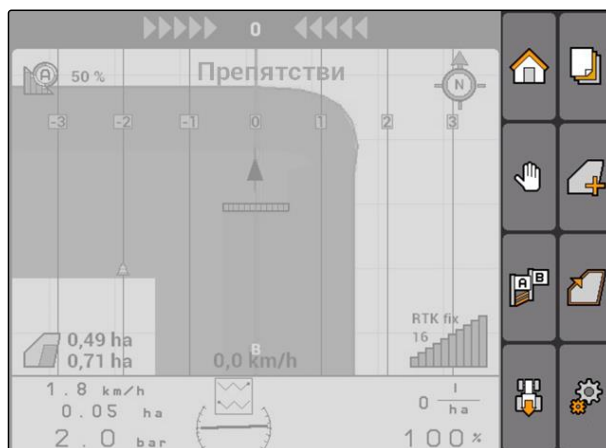 0
A 50 %
Препятстви
N
-3 -2 -1 0 1 2 3
A B
RTK fix
16
0,49 ha
0,71 ha
B
0,0 km/h
1.8 km/h
0.05 ha
2.0 bar
0 l/ha
100 %